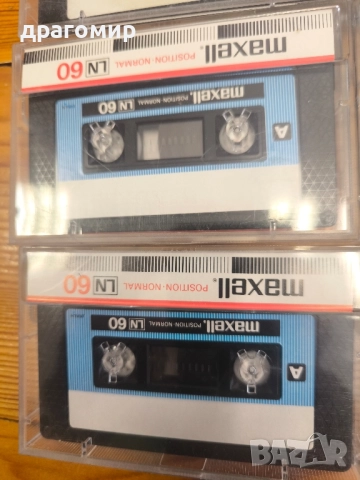 драгомир
maxell POSITION-NORMAL LN 60
A
maxell POSITION NORMAL LN 60
maxell POSITION-NORMAL LN 60
A
maxell POSITION NORMAL LN 60
BAZAR